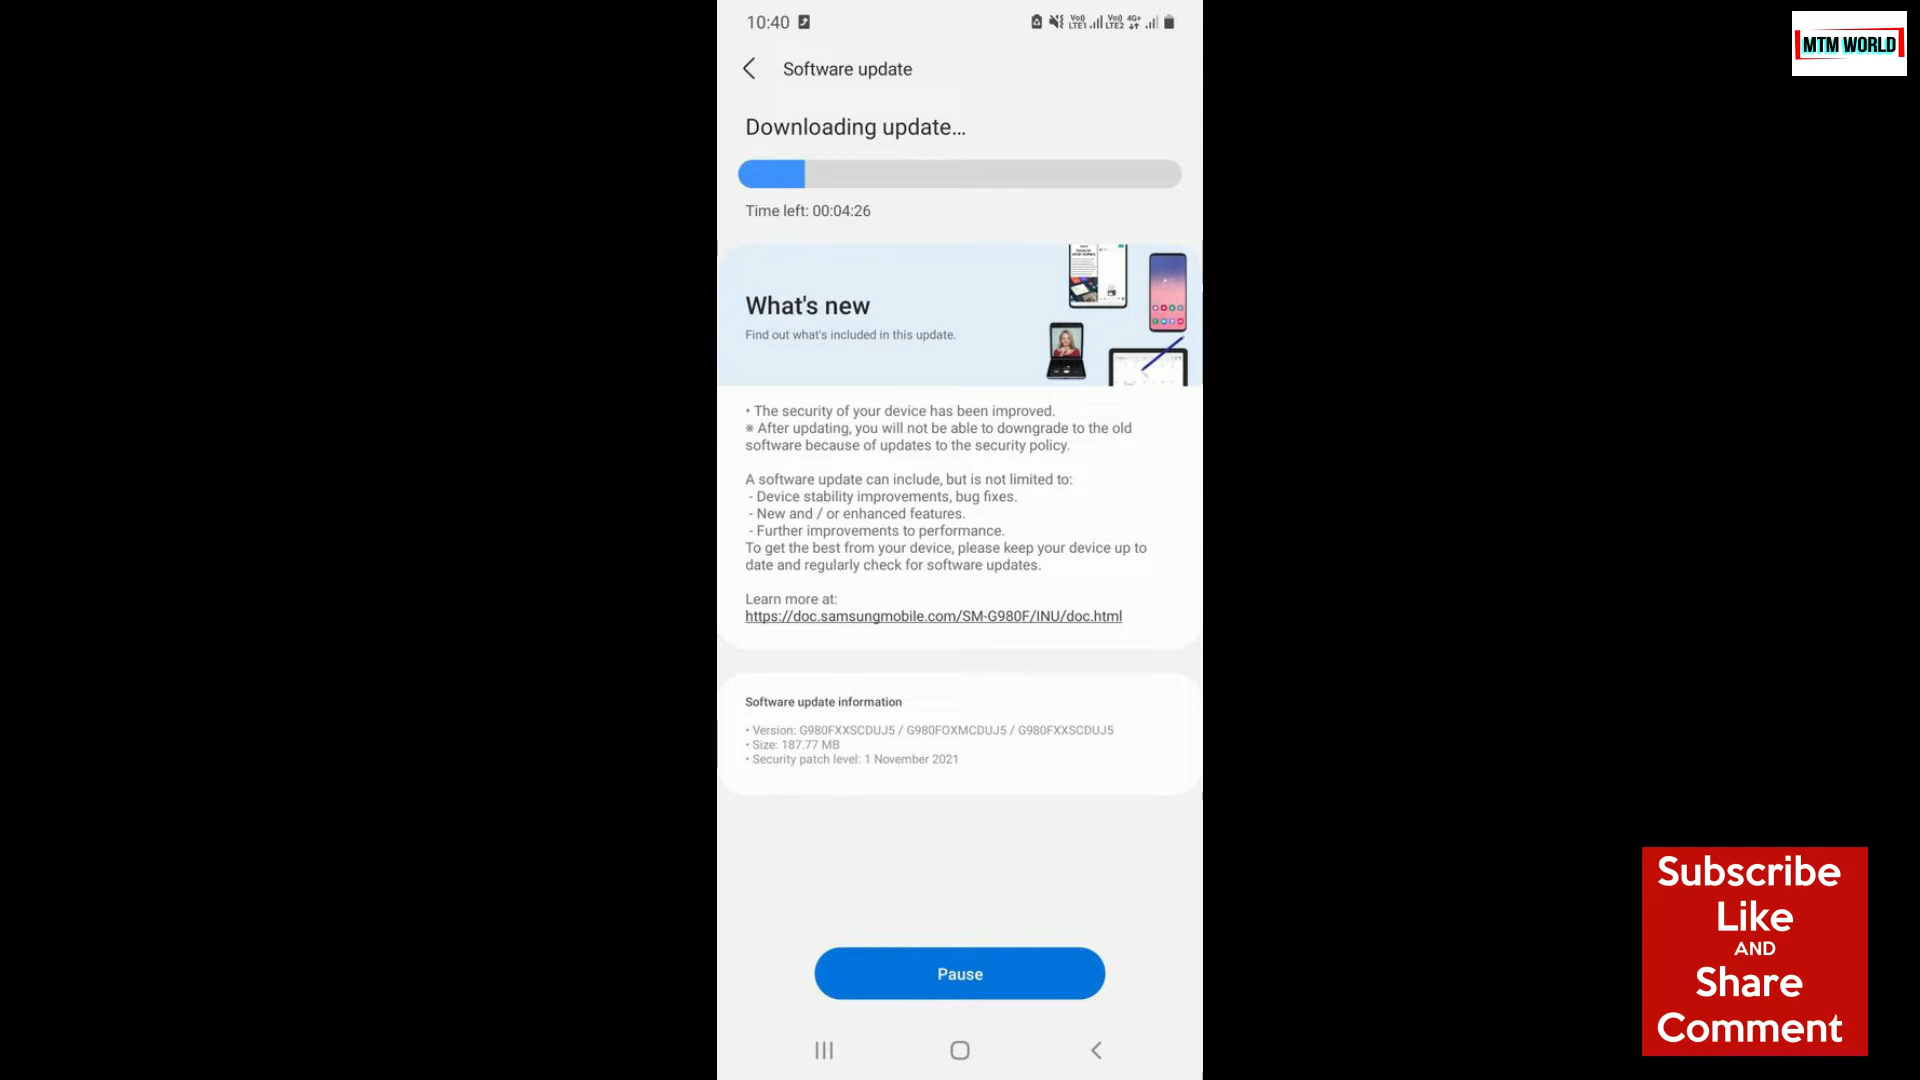 10:40
Vo) LTE1 Vo) LTE2 4G+
MTM WORLD
Software update
Downloading update...
Time left: 00:04:26
What's new
Find out what's included in this update.
• The security of your device has been improved.
※ After updating, you will not be able to downgrade to the old
software because of updates to the security policy.
A software update can include, but is not limited to:
- Device stability improvements, bug fixes.
- New and / or enhanced features.
- Further improvements to performance.
To get the best from your device, please keep your device up to
date and regularly check for software updates.
Learn more at:
https://doc.samsungmobile.com/SM-G980F/INU/doc.html
Software update information
• Version: G980FXXSCDUJ5 / G980FOXMCDUJ5 / G980FXXSCDUJ5
• Size: 187.77 MB
• Security patch level: 1 November 2021
Pause
Subscribe
Like
AND
Share
Comment